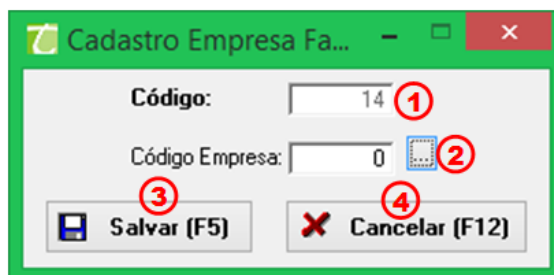 Cadastro Empresa Fa...
Código: 14 1
Código Empresa: 0 ... 2
3 4
Salvar (F5) Cancelar (F12)